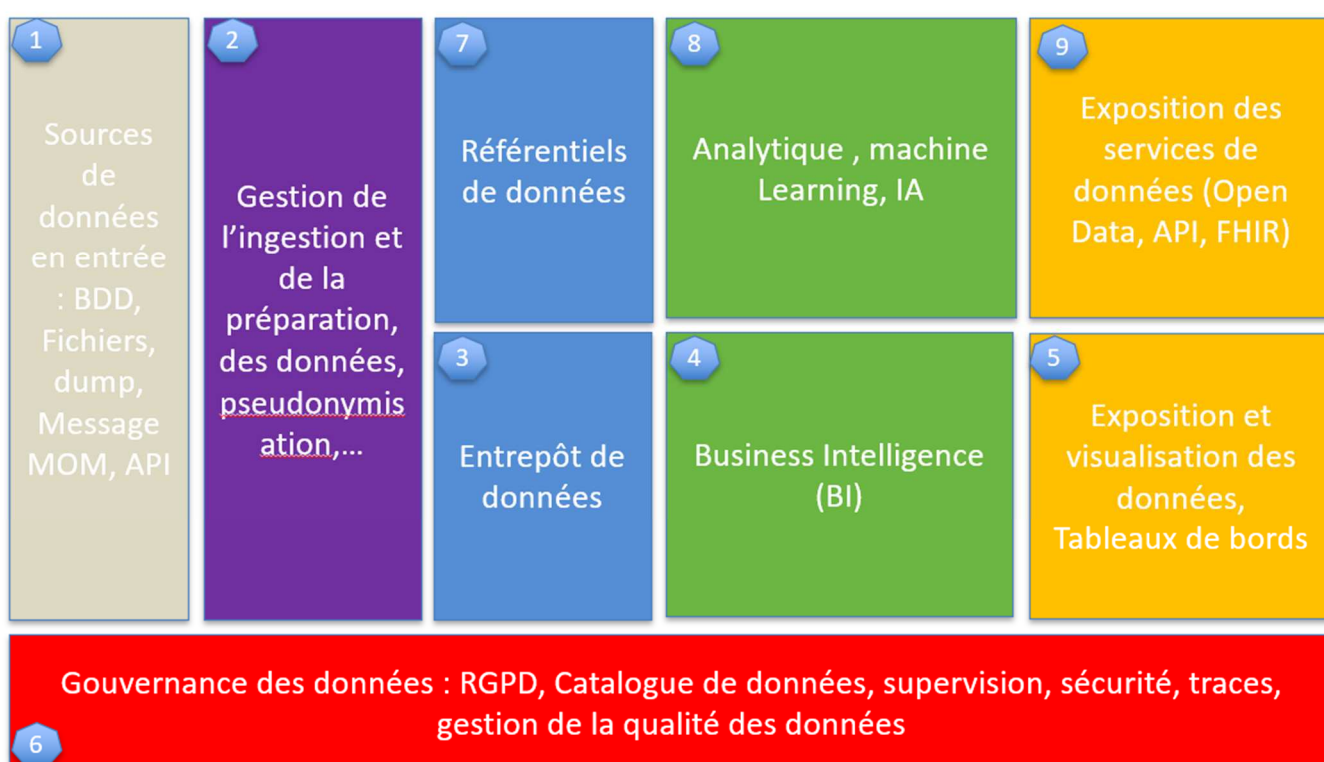 1
Sources
de
données
en entrée
: BDD,
Fichiers,
dump,
Message
MOM, API
2
Gestion de
l’ingestion et
de la
préparation,
des données,
pseudonymis
ation,...
7
Référentiels
de données
8
Analytique , machine
Learning, IA
9
Exposition des
services de
données (Open
Data, API, FHIR)
3
Entrepôt de
données
4
Business Intelligence
(BI)
5
Exposition et
visualisation des
données,
Tableaux de bords
Gouvernance des données : RGPD, Catalogue de données, supervision, sécurité, traces,
gestion de la qualité des données
6